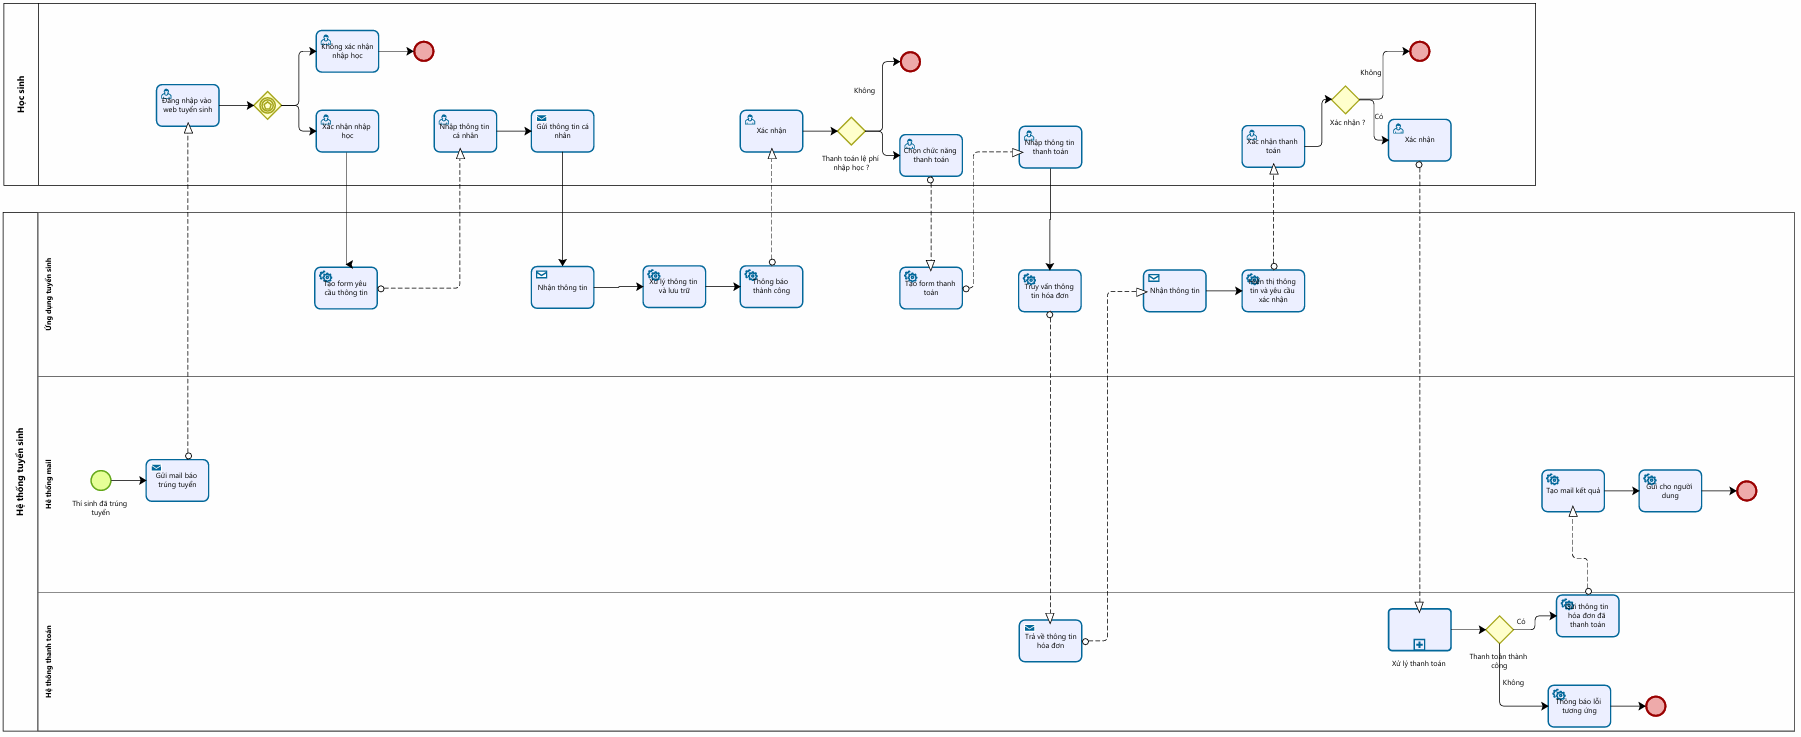 Học sinh
Không xác nhận
nhập học
Đăng nhập vào
web tuyển sinh
Xác nhận nhập
học
Nhập thông tin
cá nhân
Gửi thông tin cá
nhân
Xác nhận
Thanh toán lệ phí
nhập học ?
Không
Chọn chức năng
thanh toán
Nhập thông tin
thanh toán
Xác nhận thanh
toán
Xác nhận ?
Không
Có
Xác nhận
Hệ thống tuyển sinh
Ứng dụng tuyển sinh
Tạo form yêu
cầu thông tin
Nhận thông tin
Xử lý thông tin
và lưu trữ
Thông báo
thành công
Tạo form thanh
toán
Truy vấn thông
tin hóa đơn
Nhận thông tin
Hiển thị thông
tin và yêu cầu
xác nhận
Hệ thống mail
Thí sinh đã trúng
tuyển
Gửi mail báo
trúng tuyển
Tạo mail kết quả
Gửi cho người
dung
Hệ thống thanh toán
Trả về thông tin
hóa đơn
Xử lý thanh toán
Thanh toán thành
công
Có
Không
Gửi thông tin
hóa đơn đã
thanh toán
Thông báo lỗi
tương ứng